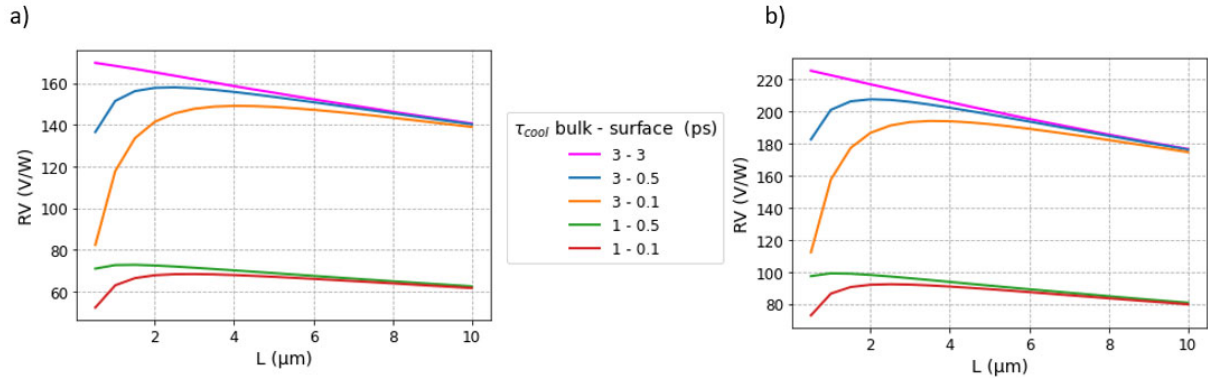 a)
160
140
120
100
80
60
RV (V/W)
2 4 6 8 10
L (μm)
τcool bulk - surface (ps)
3 - 3
3 - 0.5
3 - 0.1
1 - 0.5
1 - 0.1
b)
220
200
180
160
140
120
100
80
RV (V/W)
2 4 6 8 10
L (μm)